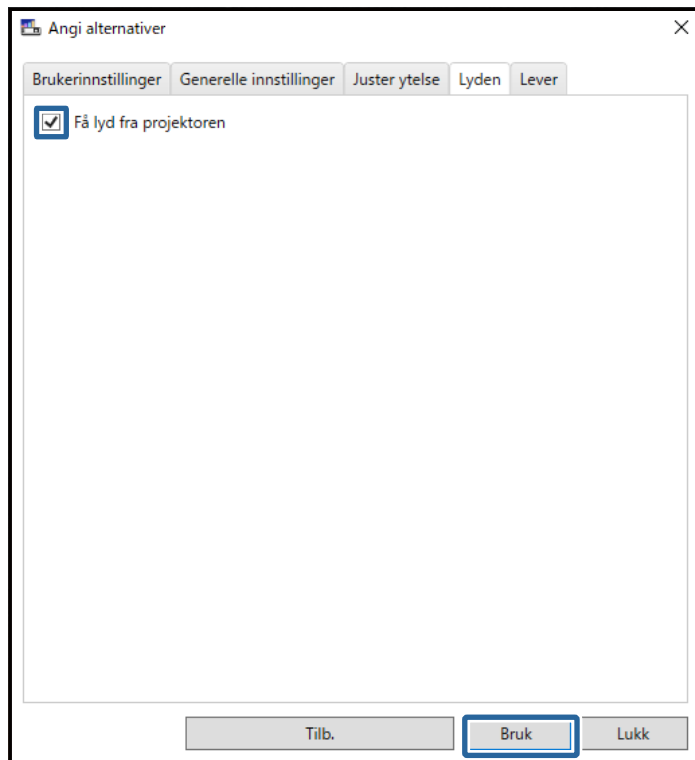 Angi alternativer
Brukerinnstillinger Generelle innstillinger Juster ytelse Lyden Lever
Få lyd fra projektoren
Tilb. Bruk Lukk